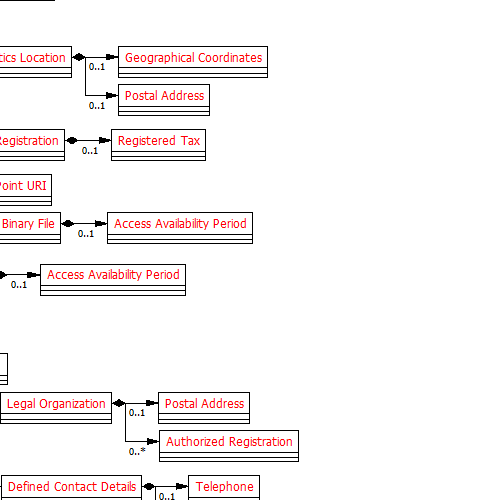 tics Location
Geographical Coordinates
0..1
Postal Address
0..1
Registration
Registered Tax
0..1
Point URI
Binary File
Access Availability Period
0..1
Access Availability Period
0..1
Legal Organization
Postal Address
0..1
Authorized Registration
0..*
Defined Contact Details
Telephone
0..1